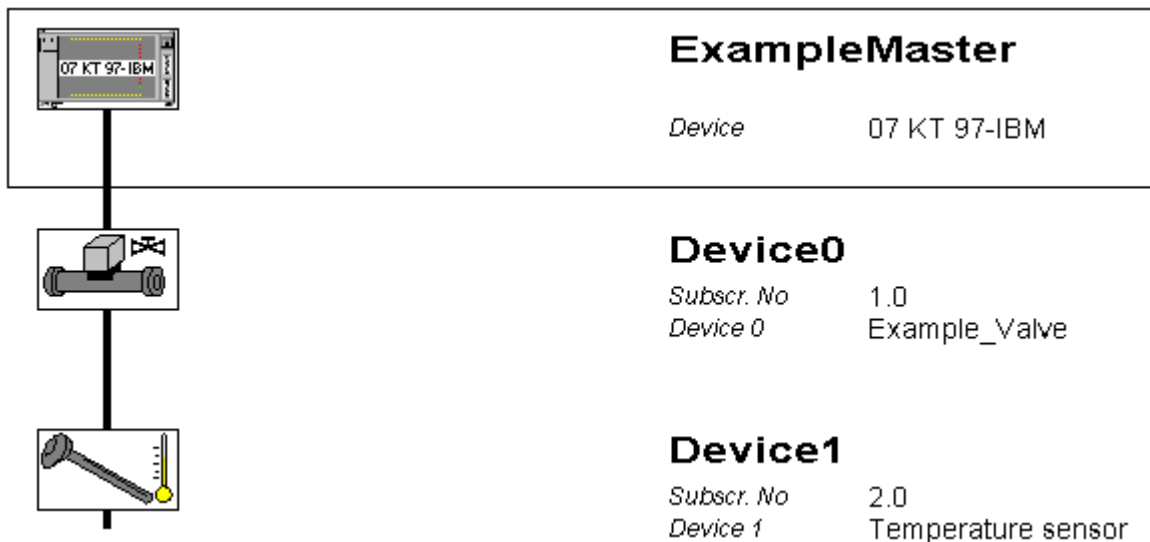 07 KT 97-IBM
ExampleMaster
Device 07 KT 97-IBM
Device0
Subscr. No 1.0
Device 0 Example_Valve
Device1
Subscr. No 2.0
Device 1 Temperature sensor